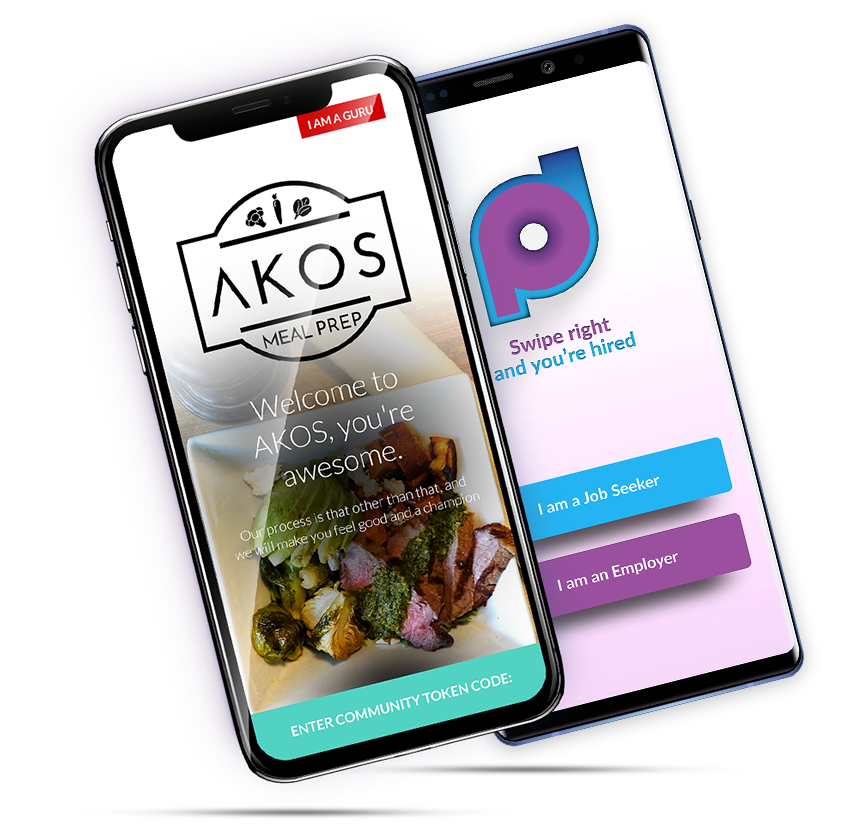 I AM A GURU
AKOS
MEAL PREP
Welcome to
AKOS, you're
awesome.
Our process is that other than that, and
we will make you feel good and a champion
ENTER COMMUNITY TOKEN CODE:
Swipe right
and you're hired
I am a Job Seeker
I am an Employer